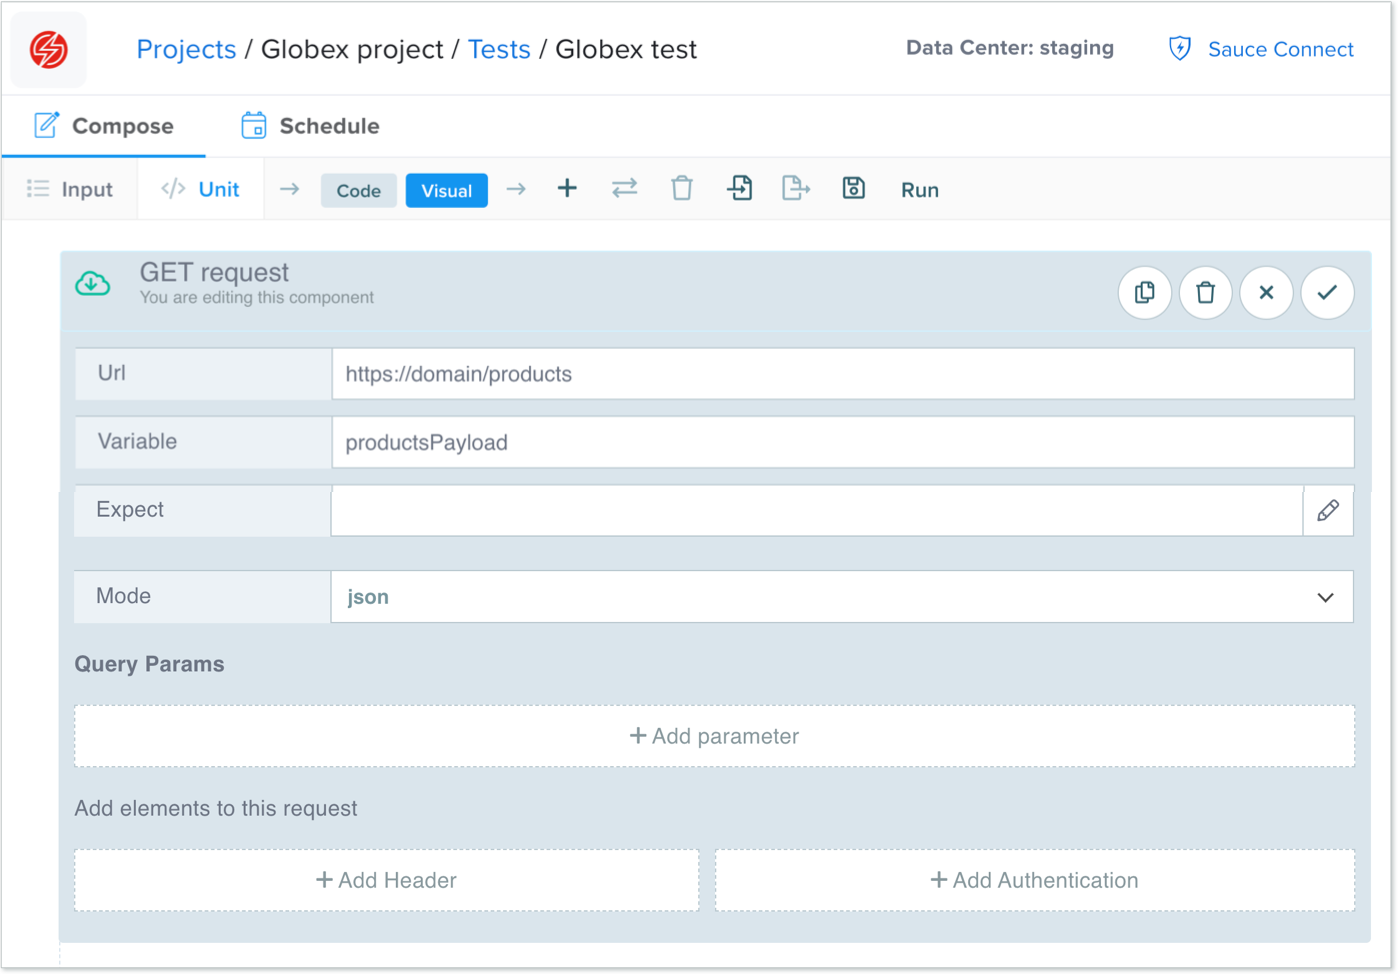 Projects / Globex project / Tests / Globex test
Data Center: staging
Sauce Connect
Compose
Schedule
Input
</> Unit
Code
Visual
Run
GET request
You are editing this component
Url
https://domain/products
Variable
productsPayload
Expect
Mode
json
Query Params
+ Add parameter
Add elements to this request
+ Add Header
+ Add Authentication